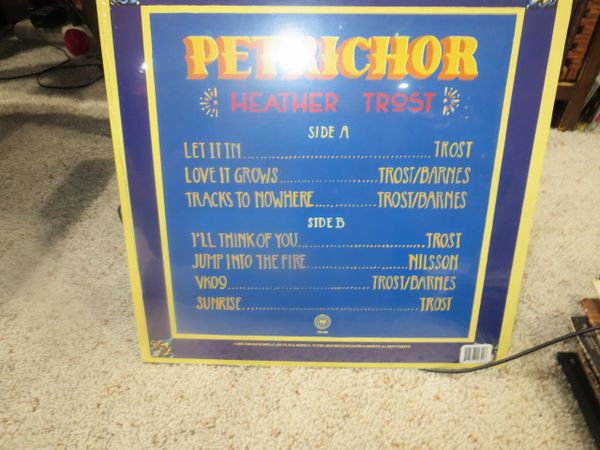 PETRICHOR
HEATHER TROST
SIDE A
LET IT IN........................................TROST
LOVE IT GROWS....................TROST/BARNES
TRACKS TO NOWHERE.............TROST/BARNES
SIDE B
I'LL THINK OF YOU..........................TROST
JUMP INTO THE FIRE.....................NILSSON
VK09..............................TROST/BARNES
SUNRISE.....................................TROST